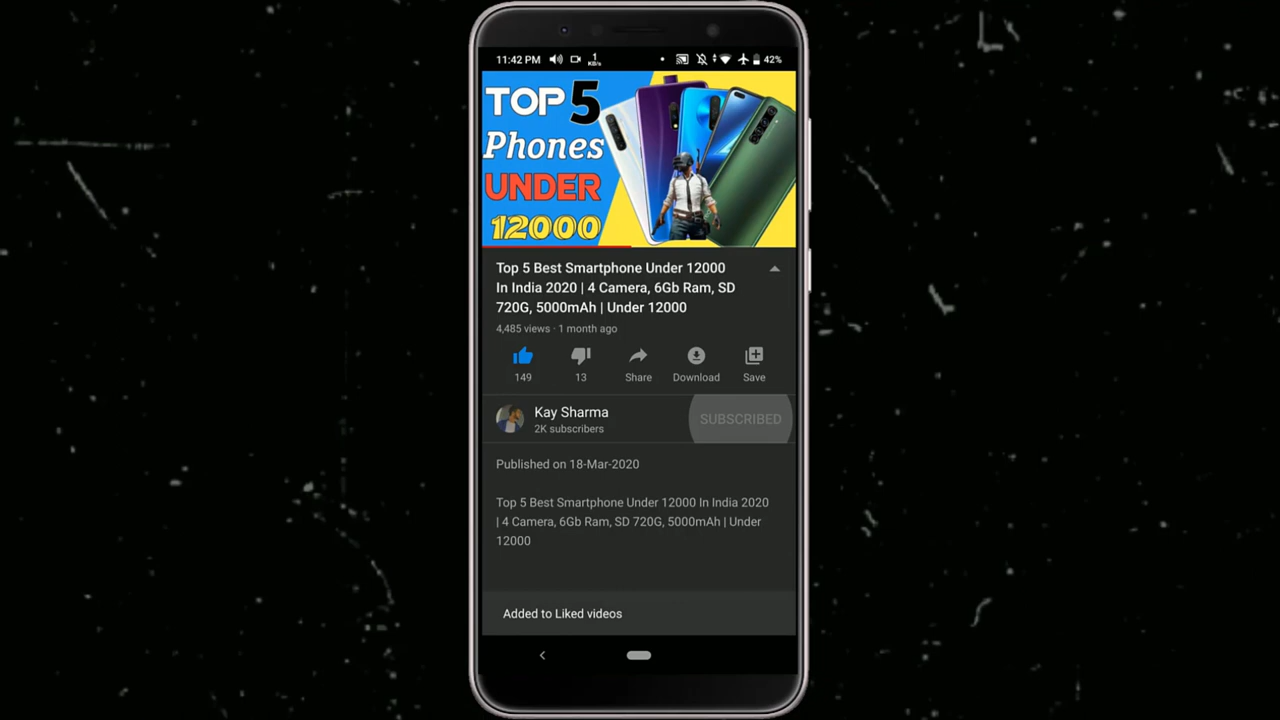 11:42 PM 1 KB/s 42%
TOP 5
Phones
UNDER
12000
Top 5 Best Smartphone Under 12000
In India 2020 | 4 Camera, 6Gb Ram, SD
720G, 5000mAh | Under 12000
4,485 views · 1 month ago
149 13 Share Download Save
Kay Sharma
SUBSCRIBED
2K subscribers
Published on 18-Mar-2020
Top 5 Best Smartphone Under 12000 In India 2020
| 4 Camera, 6Gb Ram, SD 720G, 5000mAh | Under
12000
Added to Liked videos